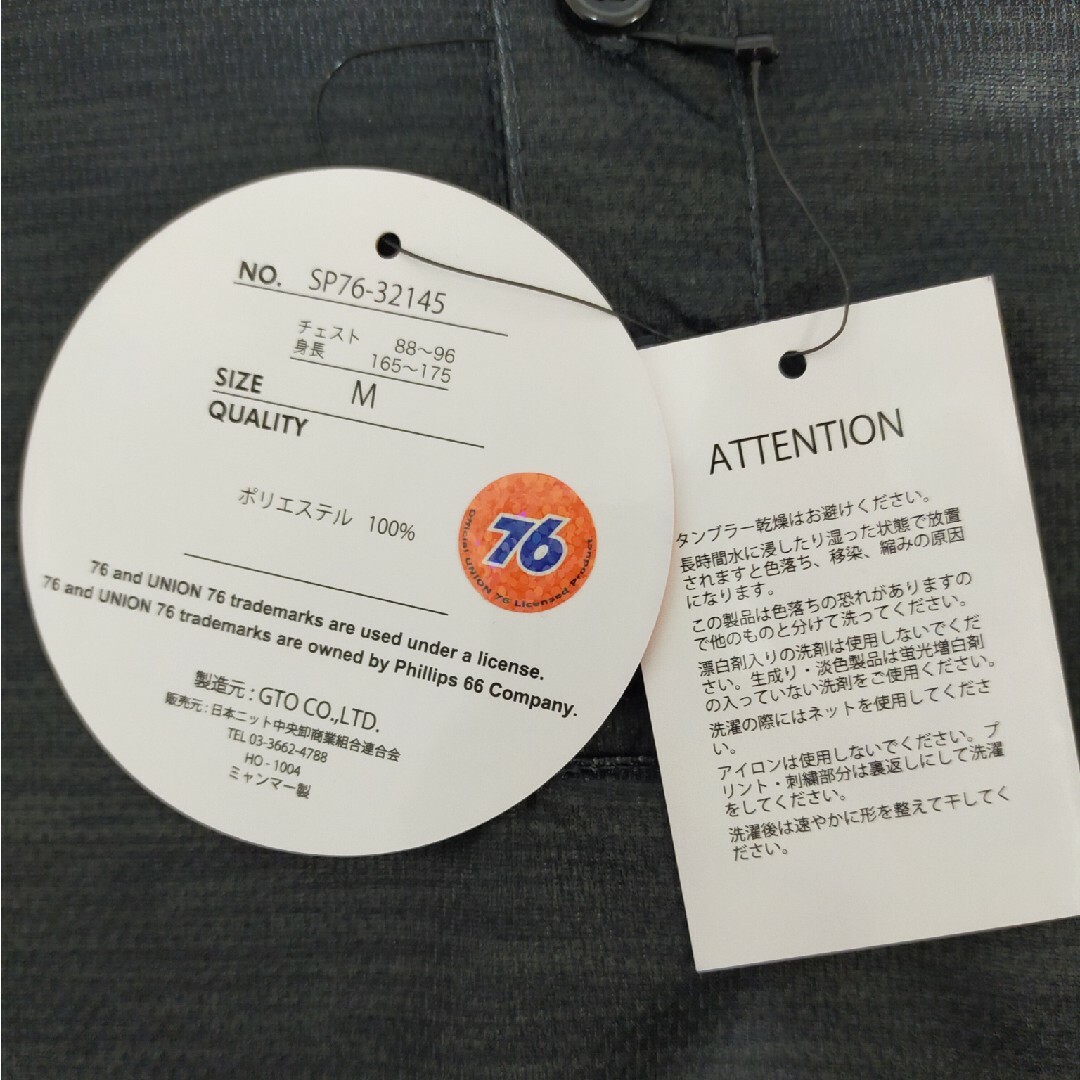 NO. SP76-32145
チェスト 88〜96
身長 165〜175
SIZE M
QUALITY
ポリエステル 100%
76
Official UNION 76 Licensed Product
76 and UNION 76 trademarks are used under a license.
76 and UNION 76 trademarks are owned by Phillips 66 Company.
製造元:GTO CO.,LTD.
販売元:日本ニット中央卸商業組合連合会
TEL 03-3662-4788
HO-1004
ミャンマー製
ATTENTION
タンブラー乾燥はお避けください。
長時間水に浸したり湿った状態で放置
されますと色落ち、移染、縮みの原因
になります。
この製品は色落ちの恐れがありますの
で他のものと分けて洗ってください。
漂白剤入りの洗剤は使用しないでくだ
さい。生成り・淡色製品は蛍光増白剤
の入っていない洗剤をご使用ください。
洗濯の際にはネットを使用してくださ
い。
アイロンは使用しないでください。プ
リント・刺繍部分は裏返しにして洗濯
をしてください。
洗濯後は速やかに形を整えて干してく
ださい。